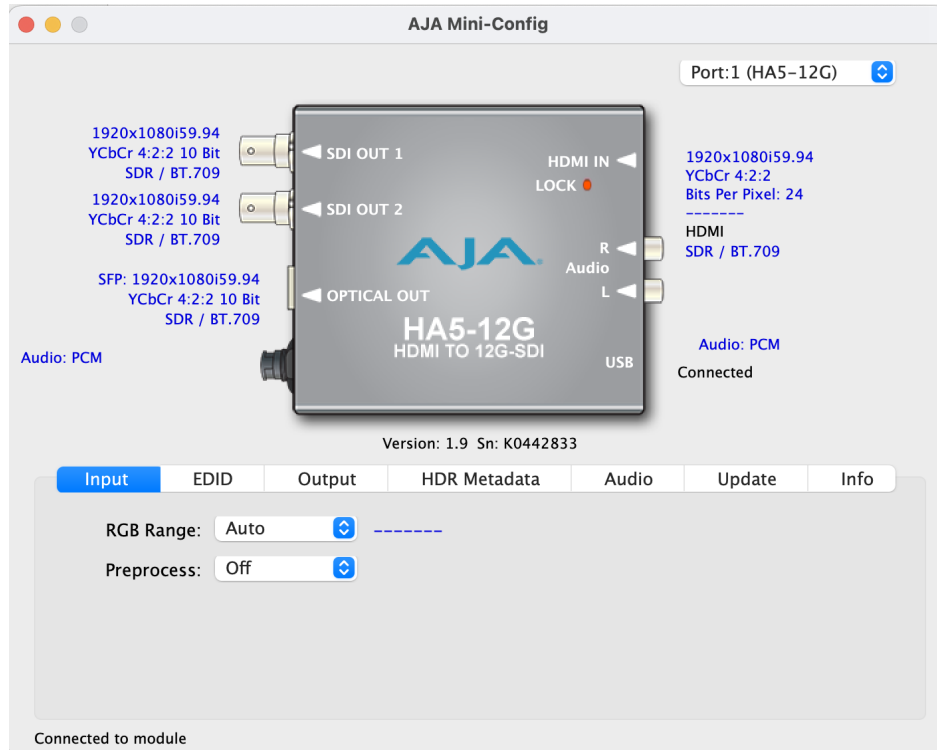 AJA Mini-Config
Port:1 (HA5-12G)
1920x1080i59.94
YCbCr 4:2:2 10 Bit
SDR / BT.709
1920x1080i59.94
YCbCr 4:2:2 10 Bit
SDR / BT.709
SFP: 1920x1080i59.94
YCbCr 4:2:2 10 Bit
SDR / BT.709
Audio: PCM
SDI OUT 1
SDI OUT 2
OPTICAL OUT
HDMI IN
LOCK
R
Audio
L
AJA.
HA5-12G
HDMI TO 12G-SDI
USB
1920x1080i59.94
YCbCr 4:2:2
Bits Per Pixel: 24
-------
HDMI
SDR / BT.709
Audio: PCM
Connected
Version: 1.9 Sn: K0442833
Input EDID Output HDR Metadata Audio Update Info
RGB Range: Auto -------
Preprocess: Off
Connected to module